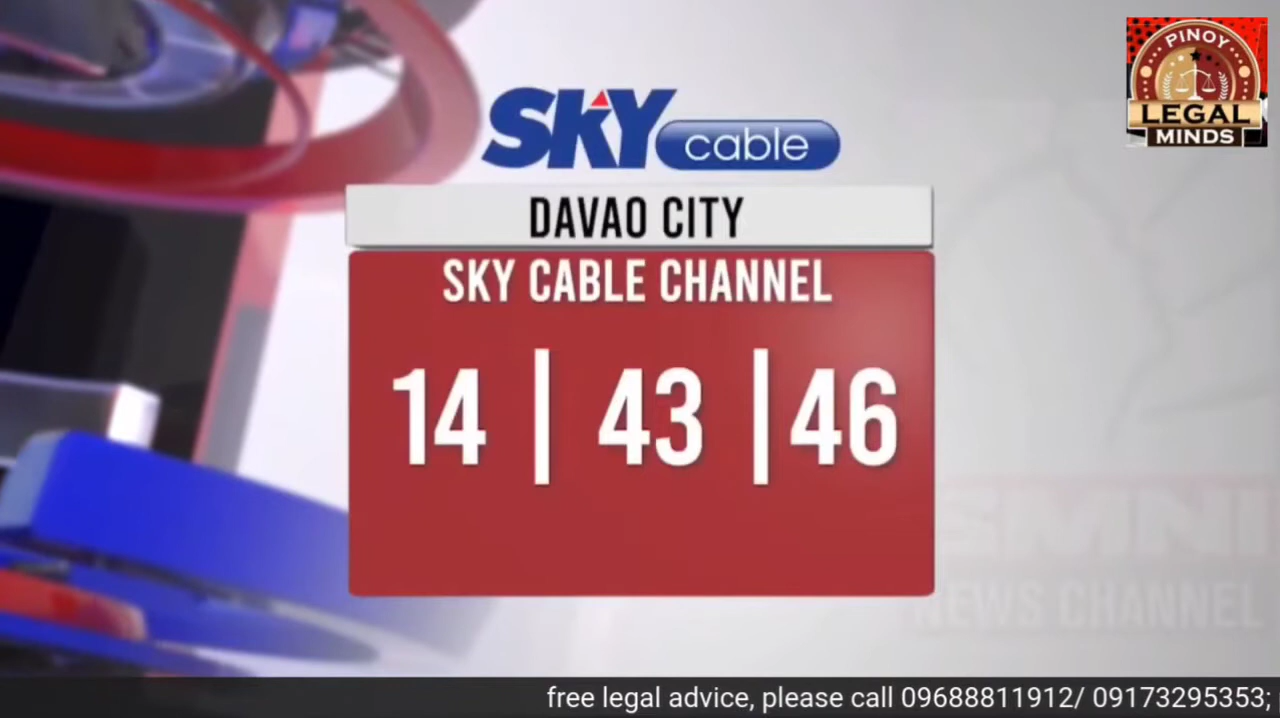 PINOY
LEGAL
MINDS
SKY cable
DAVAO CITY
SKY CABLE CHANNEL
14 | 43 | 46
SMNI
NEWS CHANNEL
free legal advice, please call 09688811912/ 09173295353;